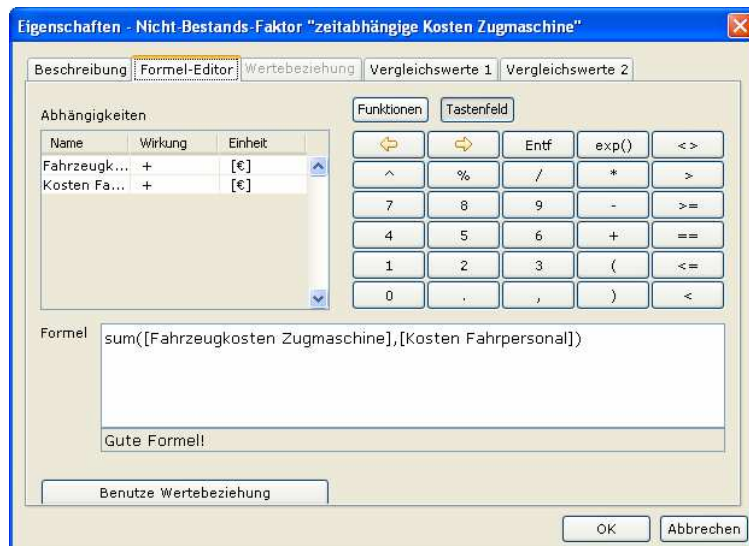 Eigenschaften - Nicht-Bestands-Faktor "zeitabhängige Kosten Zugmaschine"
Beschreibung Formel-Editor Wertebeziehung Vergleichswerte 1 Vergleichswerte 2
Abhängigkeiten
Name Wirkung Einheit
Fahrzeugk... + [€]
Kosten Fa... + [€]
Funktionen Tastenfeld
Entf exp() <>
^ % / * >
7 8 9 - >=
4 5 6 + ==
1 2 3 ( <=
0 . , ) <
Formel
sum([Fahrzeugkosten Zugmaschine],[Kosten Fahrpersonal])
Gute Formel!
Benutze Wertebeziehung
OK Abbrechen